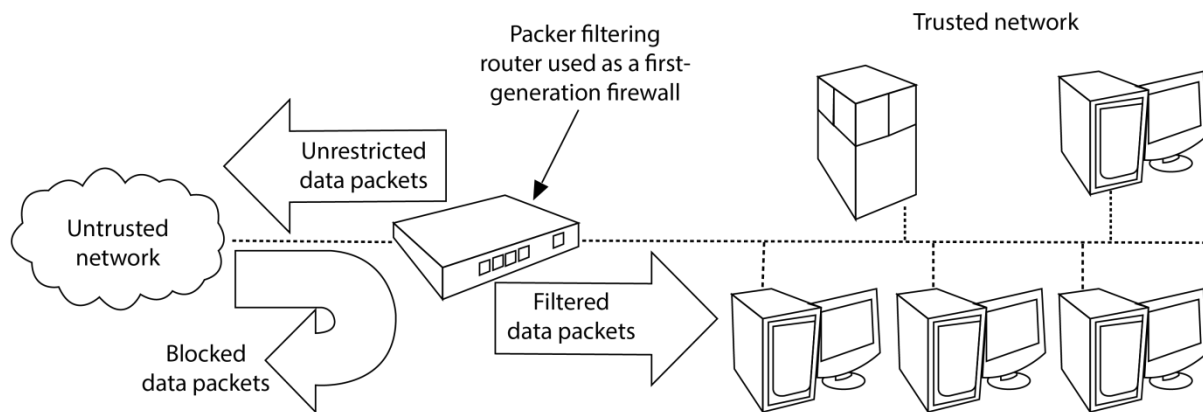 Packer filtering
router used as a first-
generation firewall
Trusted network
Unrestricted
data packets
Untrusted
network
Filtered
data packets
Blocked
data packets